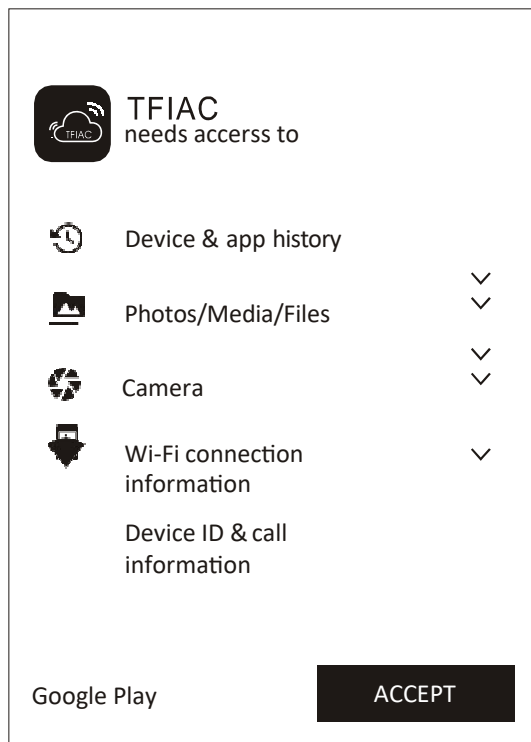 TFIAC
TFIAC
needs accerss to
Device & app history
Photos/Media/Files
Camera
Wi-Fi connection
information
Device ID & call
information
Google Play
ACCEPT